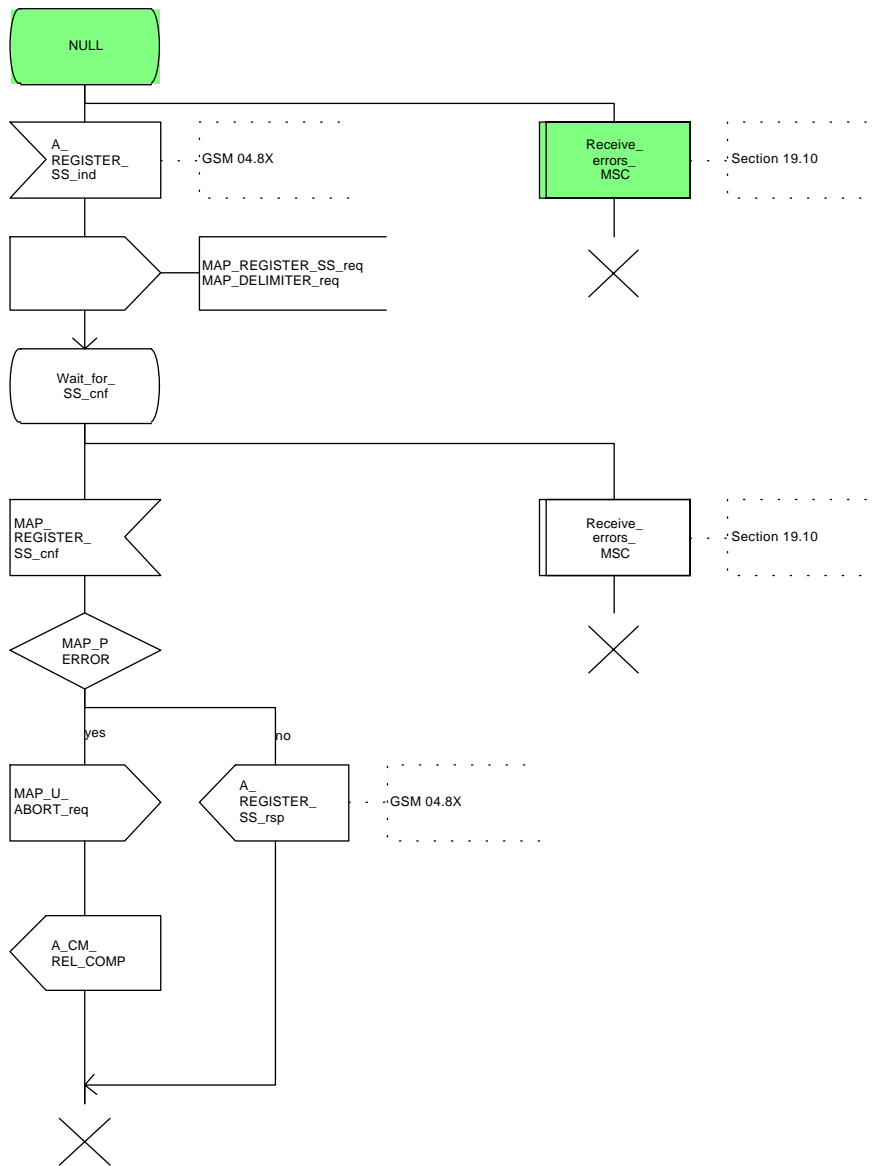 NULL
A_
REGISTER_
SS_ind
GSM 04.8X
Receive_
errors_
MSC
Section 19.10
MAP_REGISTER_SS_req
MAP_DELIMITER_req
Wait_for_
SS_cnf
MAP_
REGISTER_
SS_cnf
Receive_
errors_
MSC
Section 19.10
MAP_P
ERROR
yes
no
MAP_U_
ABORT_req
A_
REGISTER_
SS_rsp
GSM 04.8X
A_CM_
REL_COMP